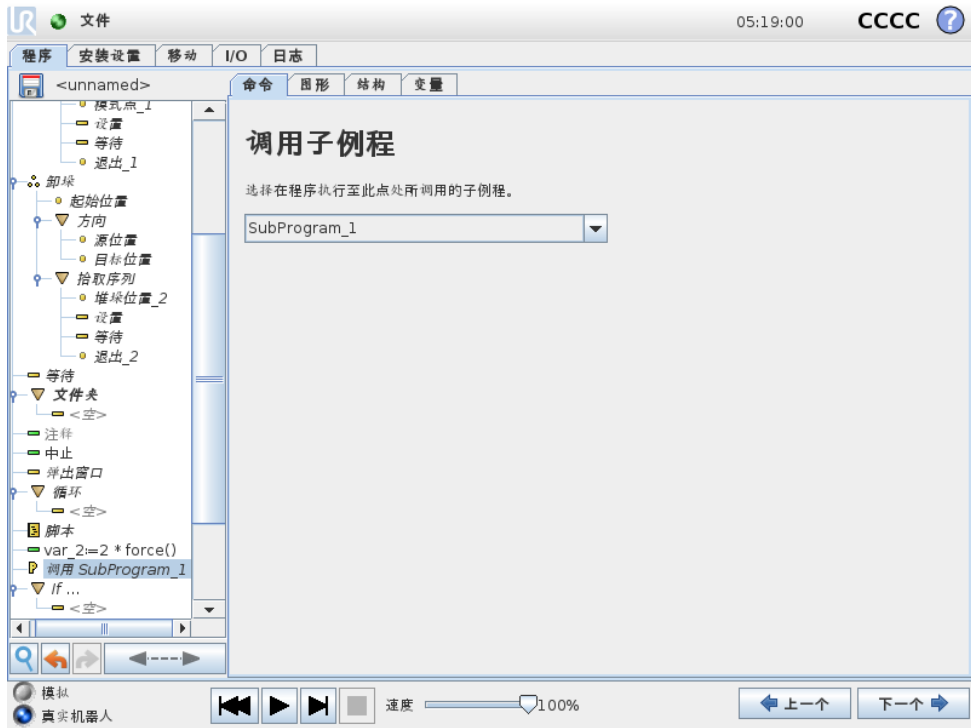 UR 文件 05:19:00 CCCC ?
程序 安装设置 移动 I/O 日志
<unnamed> 命令 图形 结构 变量
模式点_1
设置
等待
退出_1
卸垛
起始位置
方向
源位置
目标位置
拾取序列
堆垛位置_2
设置
等待
退出_2
等待
文件夹
<空>
注释
中止
弹出窗口
循环
<空>
脚本
var_2:=2 * force()
调用 SubProgram_1
If ...
<空>
调用子例程
选择在程序执行至此点处所调用的子例程。
SubProgram_1
模拟
真实机器人
速度 100% 上一个 下一个